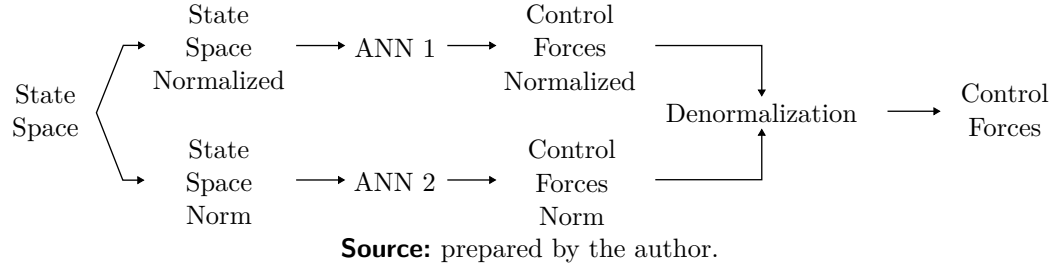 State
Space
State
Space
Normalized
ANN 1
Control
Forces
Normalized
State
Space
Norm
ANN 2
Control
Forces
Norm
Denormalization
Control
Forces
Source: prepared by the author.